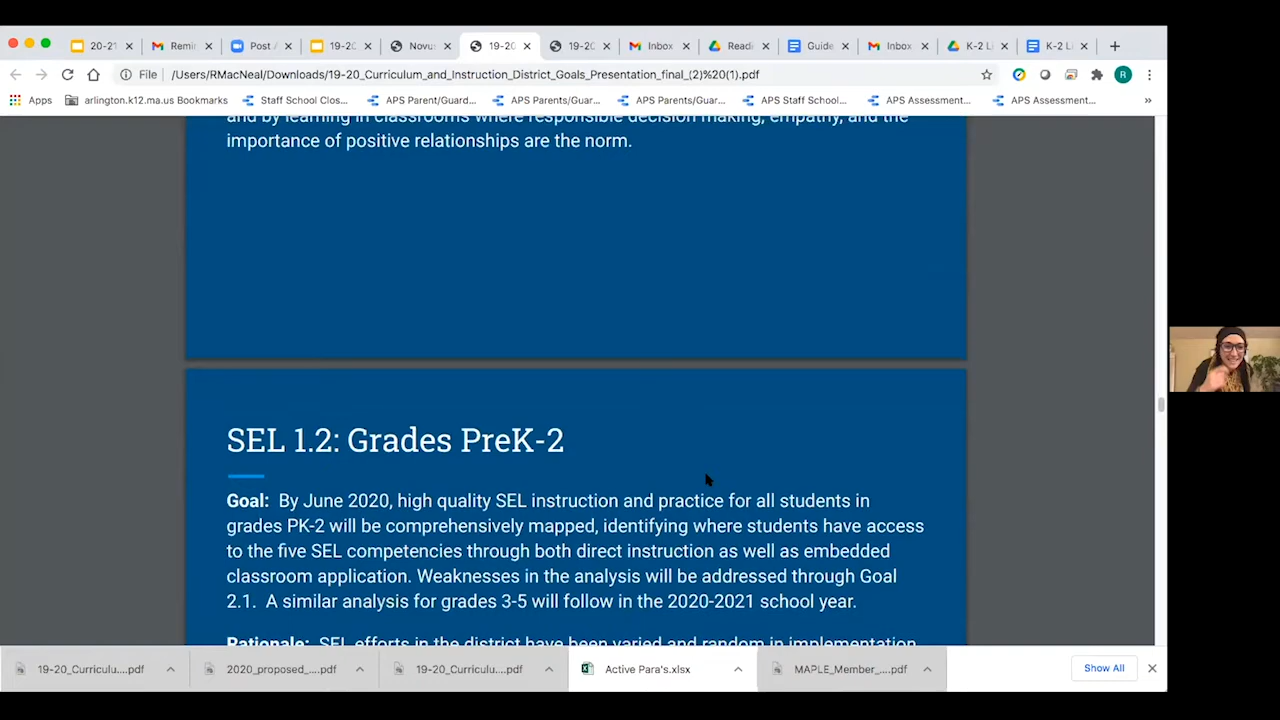 20-21
Remi
Post /
19-20
Novus
19-20
19-20
Inbox
Readi
Guide
Inbox
K-2 Li
K-2 Li
File /Users/RMacNeal/Downloads/19-20_Curriculum_and_Instruction_District_Goals_Presentation_final_(2)%20(1).pdf
R
Apps
arlington.k12.ma.us Bookmarks
Staff School Clos...
APS Parent/Guard...
APS Parents/Guar...
APS Parents/Guar...
APS Staff School...
APS Assessment...
APS Assessment...
»
and by learning in classrooms where responsible decision making, empathy, and the
importance of positive relationships are the norm.
SEL 1.2: Grades PreK-2
Goal: By June 2020, high quality SEL instruction and practice for all students in
grades PK-2 will be comprehensively mapped, identifying where students have access
to the five SEL competencies through both direct instruction as well as embedded
classroom application. Weaknesses in the analysis will be addressed through Goal
2.1. A similar analysis for grades 3-5 will follow in the 2020-2021 school year.
Rationale: SEL efforts in the district have been varied and random in implementation
19-20_Curriculu....pdf
2020_proposed_....pdf
19-20_Curriculu....pdf
Active Para's.xlsx
MAPLE_Member_....pdf
Show All